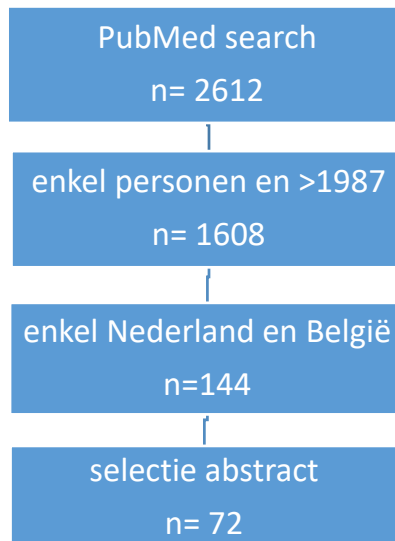 PubMed search
n= 2612
enkel personen en >1987
n= 1608
enkel Nederland en België
n=144
selectie abstract
n= 72